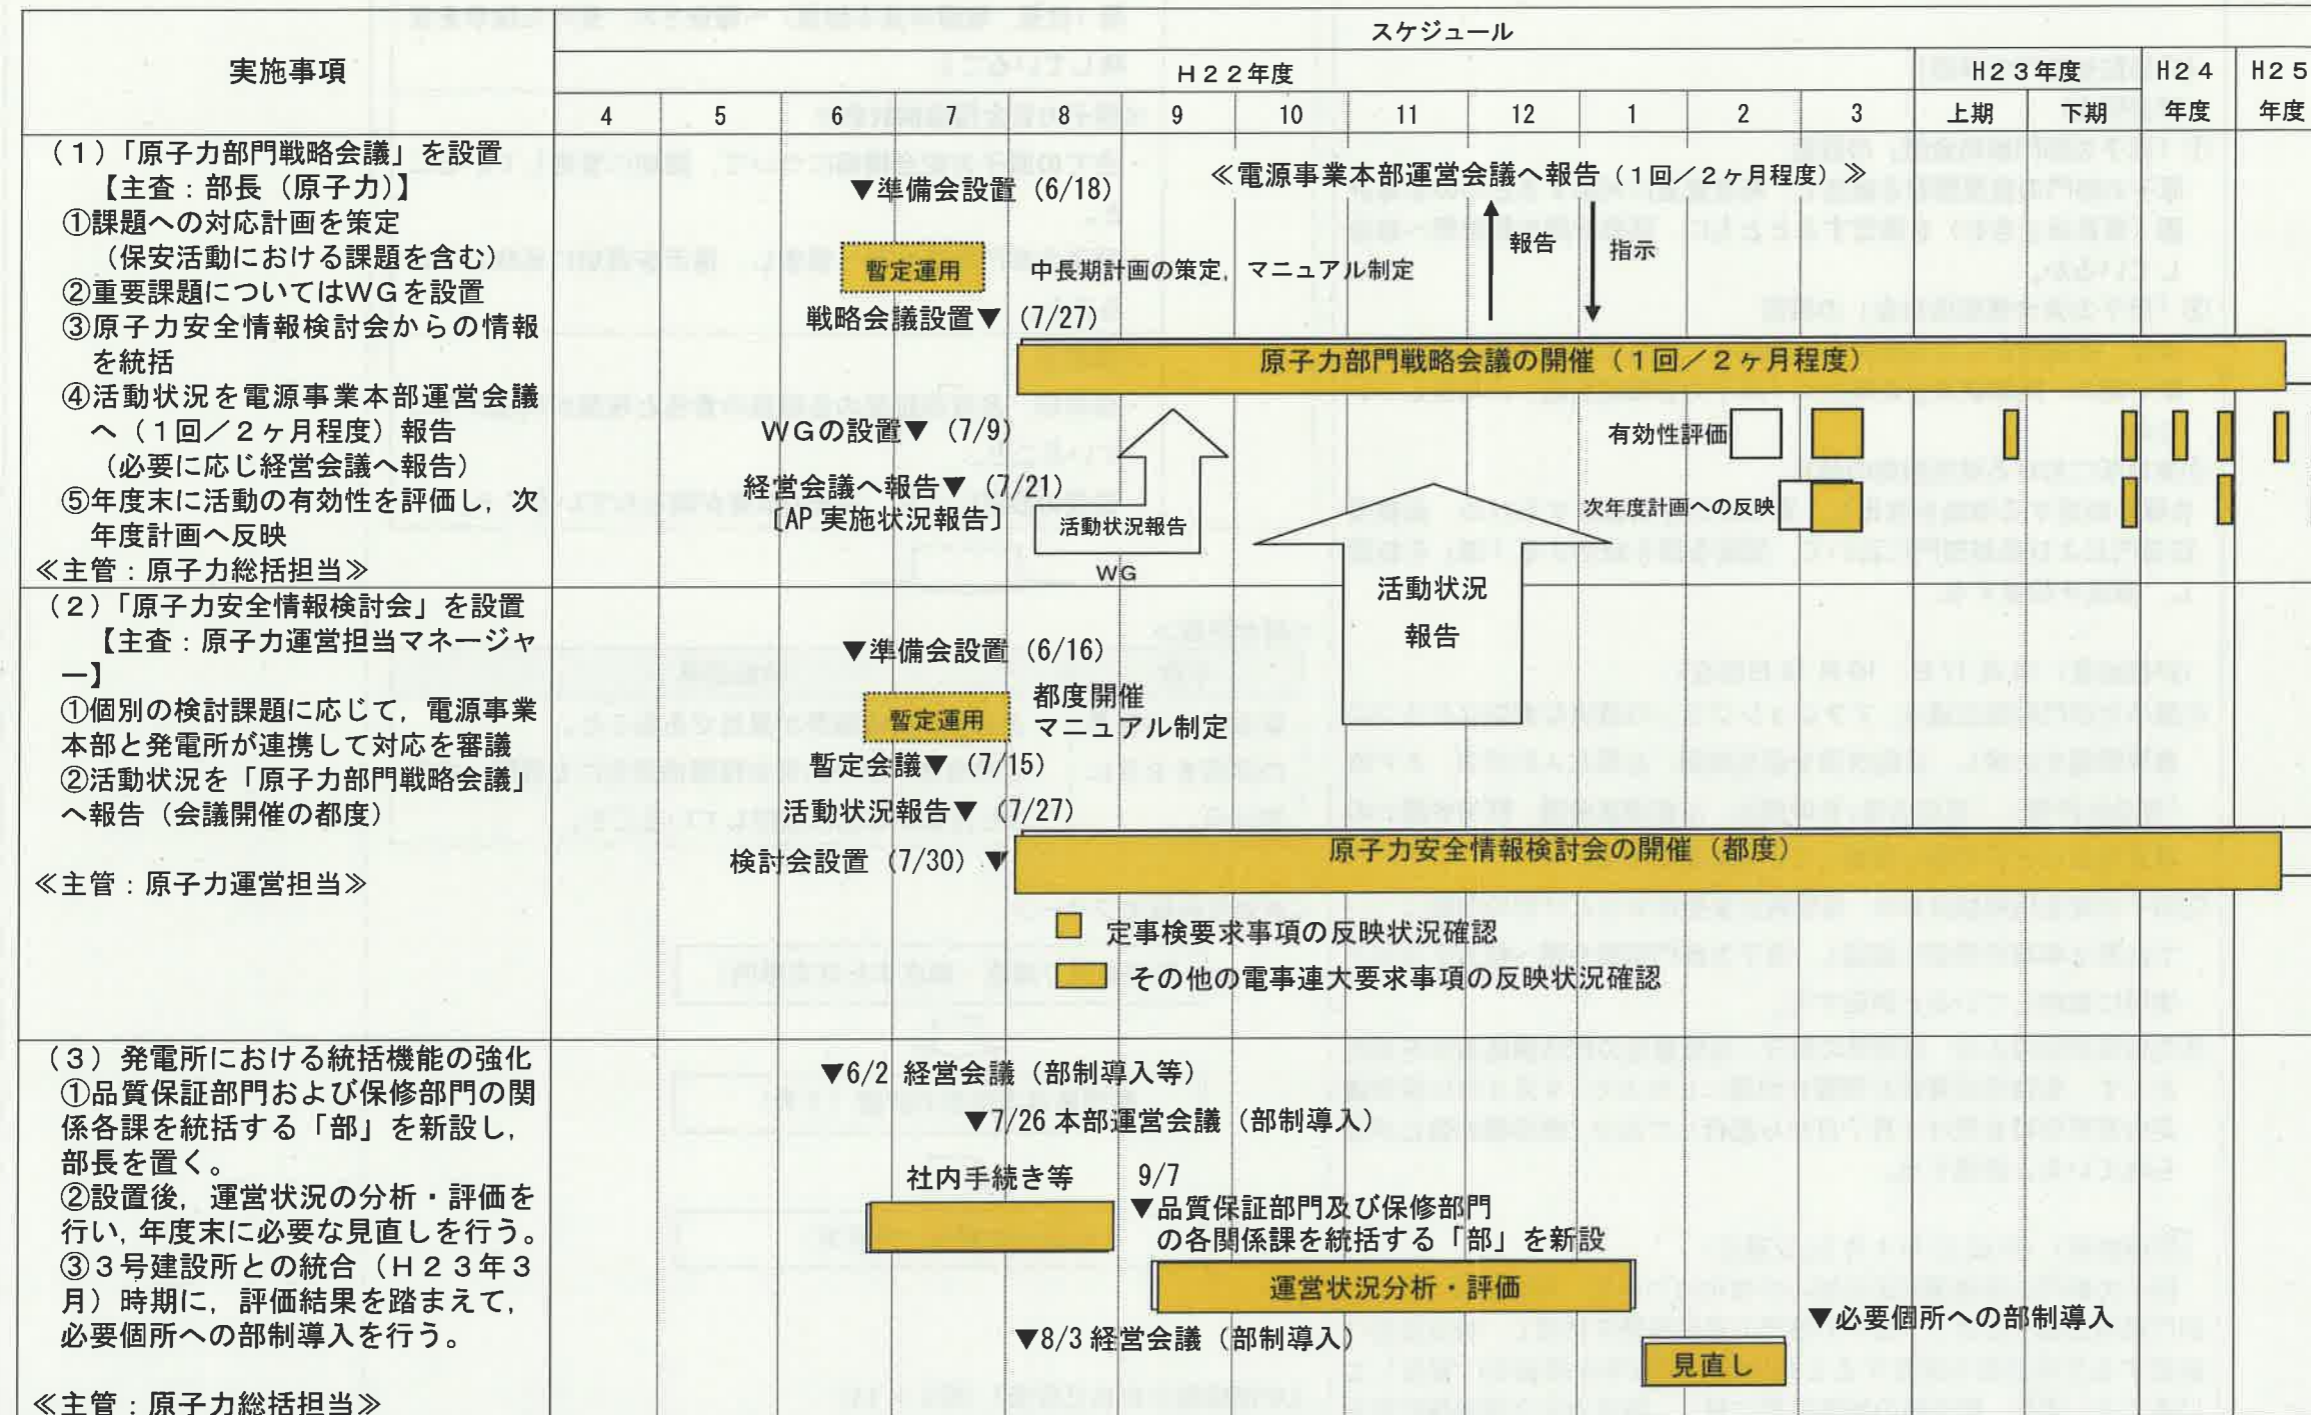 実施事項
スケジュール
H22年度
H23年度
H24
年度
H25
年度
4 5 6 7 8 9 10 11 12 1 2 3 上期 下期
(1)「原子力部門戦略会議」を設置
【主査：部長（原子力）】
①課題への対応計画を策定
（保安活動における課題を含む）
②重要課題についてはWGを設置
③原子力安全情報検討会からの情報
を統括
④活動状況を電源事業本部運営会議
へ（1回／2ヶ月程度）報告
（必要に応じ経営会議へ報告）
⑤年度末に活動の有効性を評価し，次
年度計画へ反映
≪主管：原子力総括担当≫
▼準備会設置（6/18）
≪電源事業本部運営会議へ報告（1回／2ヶ月程度）≫
報告
指示
暫定運用
中長期計画の策定，マニュアル制定
戦略会議設置▼（7/27）
原子力部門戦略会議の開催（1回／2ヶ月程度）
WGの設置▼（7/9）
有効性評価
経営会議へ報告▼（7/21）
［AP実施状況報告］
活動状況報告
次年度計画への反映
WG
活動状況
報告
(2)「原子力安全情報検討会」を設置
【主査：原子力運営担当マネージャ
ー】
①個別の検討課題に応じて，電源事業
本部と発電所が連携して対応を審議
②活動状況を「原子力部門戦略会議」
へ報告（会議開催の都度）
≪主管：原子力運営担当≫
▼準備会設置（6/16）
暫定運用
都度開催
マニュアル制定
暫定会議▼（7/15）
活動状況報告▼（7/27）
検討会設置（7/30）▼
原子力安全情報検討会の開催（都度）
定事検要求事項の反映状況確認
その他の電事連大要求事項の反映状況確認
(3) 発電所における統括機能の強化
①品質保証部門および保修部門の関
係各課を統括する「部」を新設し，
部長を置く。
②設置後，運営状況の分析・評価を
行い，年度末に必要な見直しを行う。
③3号建設所との統合（H23年3
月）時期に，評価結果を踏まえて，
必要個所への部制導入を行う。
≪主管：原子力総括担当≫
▼6/2 経営会議（部制導入等）
▼7/26 本部運営会議（部制導入）
社内手続き等
9/7
▼品質保証部門及び保修部門
の各関係課を統括する「部」を新設
運営状況分析・評価
▼8/3 経営会議（部制導入）
▼必要個所への部制導入
見直し